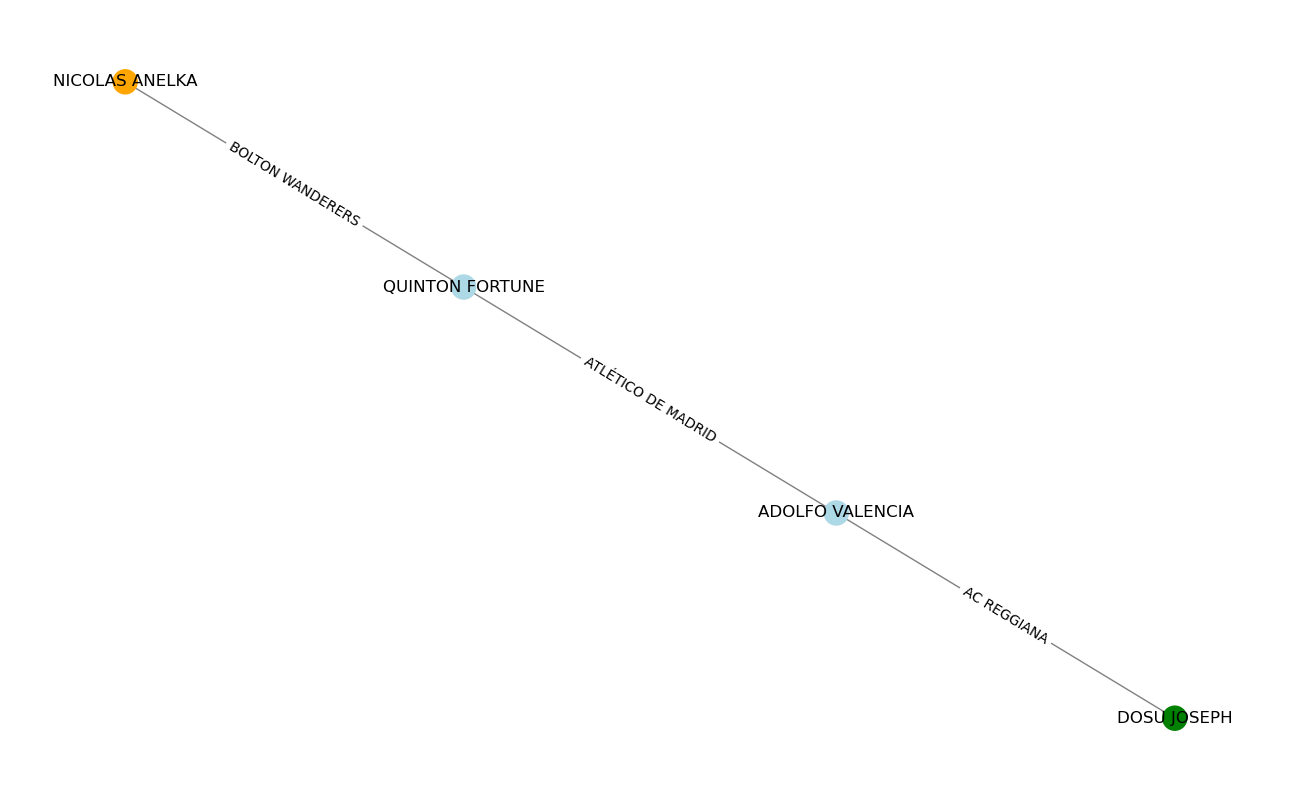 NICOLAS ANELKA
BOLTON WANDERERS
QUINTON FORTUNE
ATLÉTICO DE MADRID
ADOLFO VALENCIA
AC REGGIANA
DOSU JOSEPH